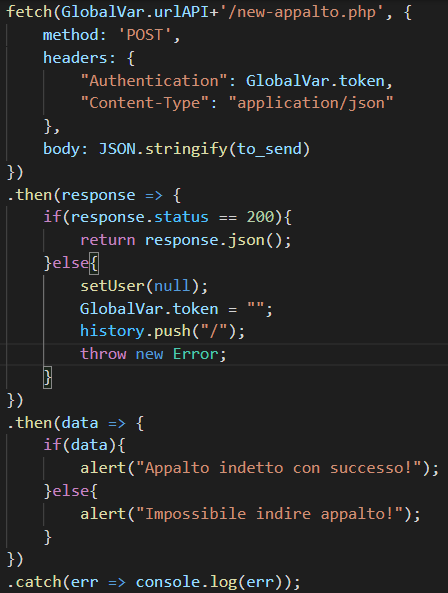 fetch(GlobalVar.urlAPI+'/new-appalto.php', {
    method: 'POST',
    headers: {
        "Authentication": GlobalVar.token,
        "Content-Type": "application/json"
    },
    body: JSON.stringify(to_send)
})
.then(response => {
    if(response.status == 200){
        return response.json();
    }else{
        setUser(null);
        GlobalVar.token = "";
        history.push("/");
        throw new Error;
    }
})
.then(data => {
    if(data){
        alert("Appalto indetto con successo!");
    }else{
        alert("Impossibile indire appalto!");
    }
})
.catch(err => console.log(err));